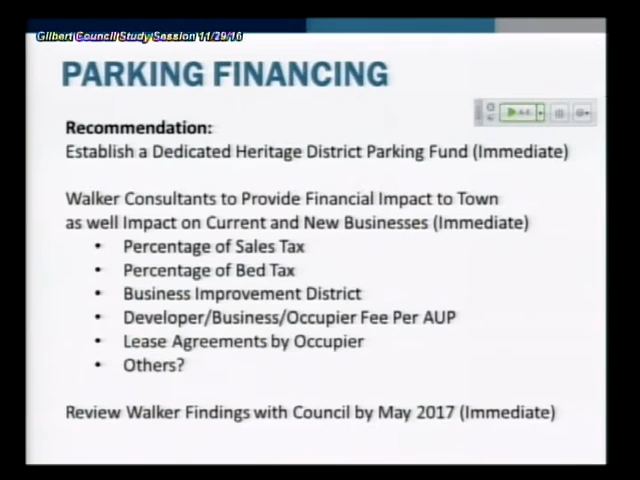 Gilbert Council Study Session 11/29/16
PARKING FINANCING
Recommendation:
Establish a Dedicated Heritage District Parking Fund (Immediate)
Walker Consultants to Provide Financial Impact to Town
as well Impact on Current and New Businesses (Immediate)
• Percentage of Sales Tax
• Percentage of Bed Tax
• Business Improvement District
• Developer/Business/Occupier Fee Per AUP
• Lease Agreements by Occupier
• Others?
Review Walker Findings with Council by May 2017 (Immediate)